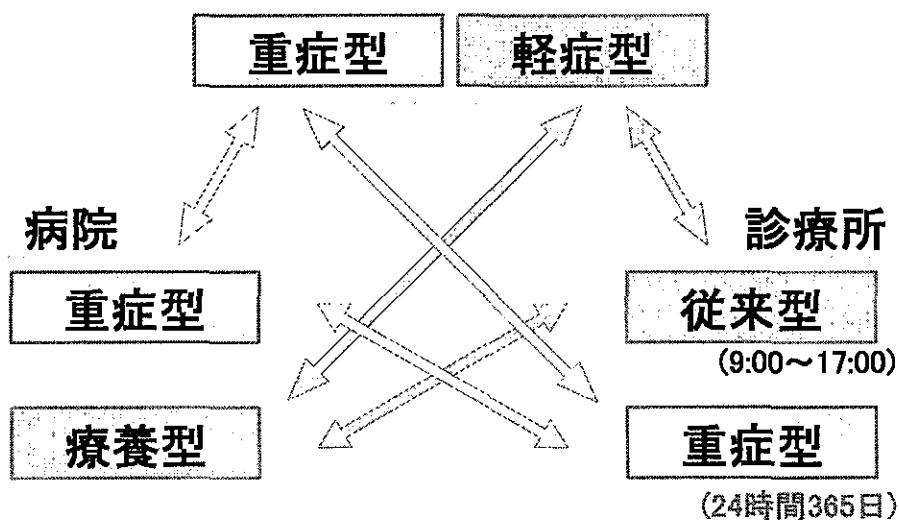 重症型 軽症型
病院 診療所
重症型 従来型
(9:00～17:00)
療養型 重症型
(24時間365日)